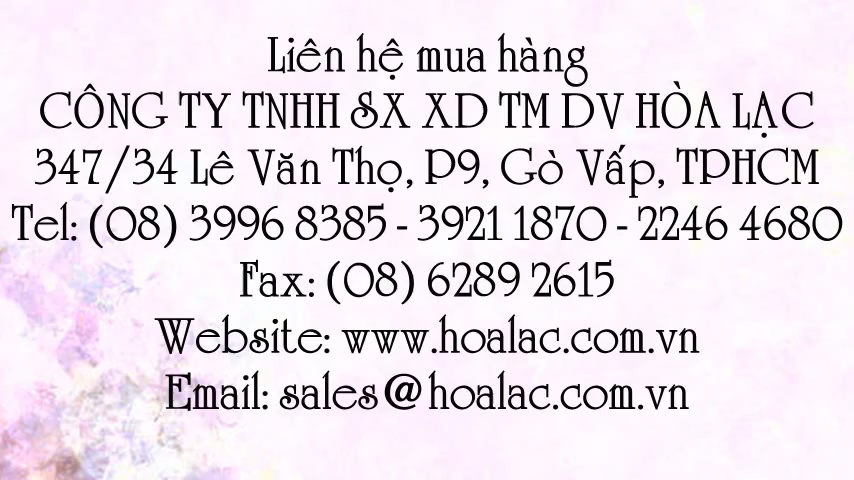 Liên hệ mua hàng
CÔNG TY TNHH SX XD TM DV HÒA LẠC
347/34 Lê Văn Thọ, P9, Gò Vấp, TPHCM
Tel: (08) 3996 8385 - 3921 1870 - 2246 4680
Fax: (08) 6289 2615
Website: www.hoalac.com.vn
Email: sales@hoalac.com.vn